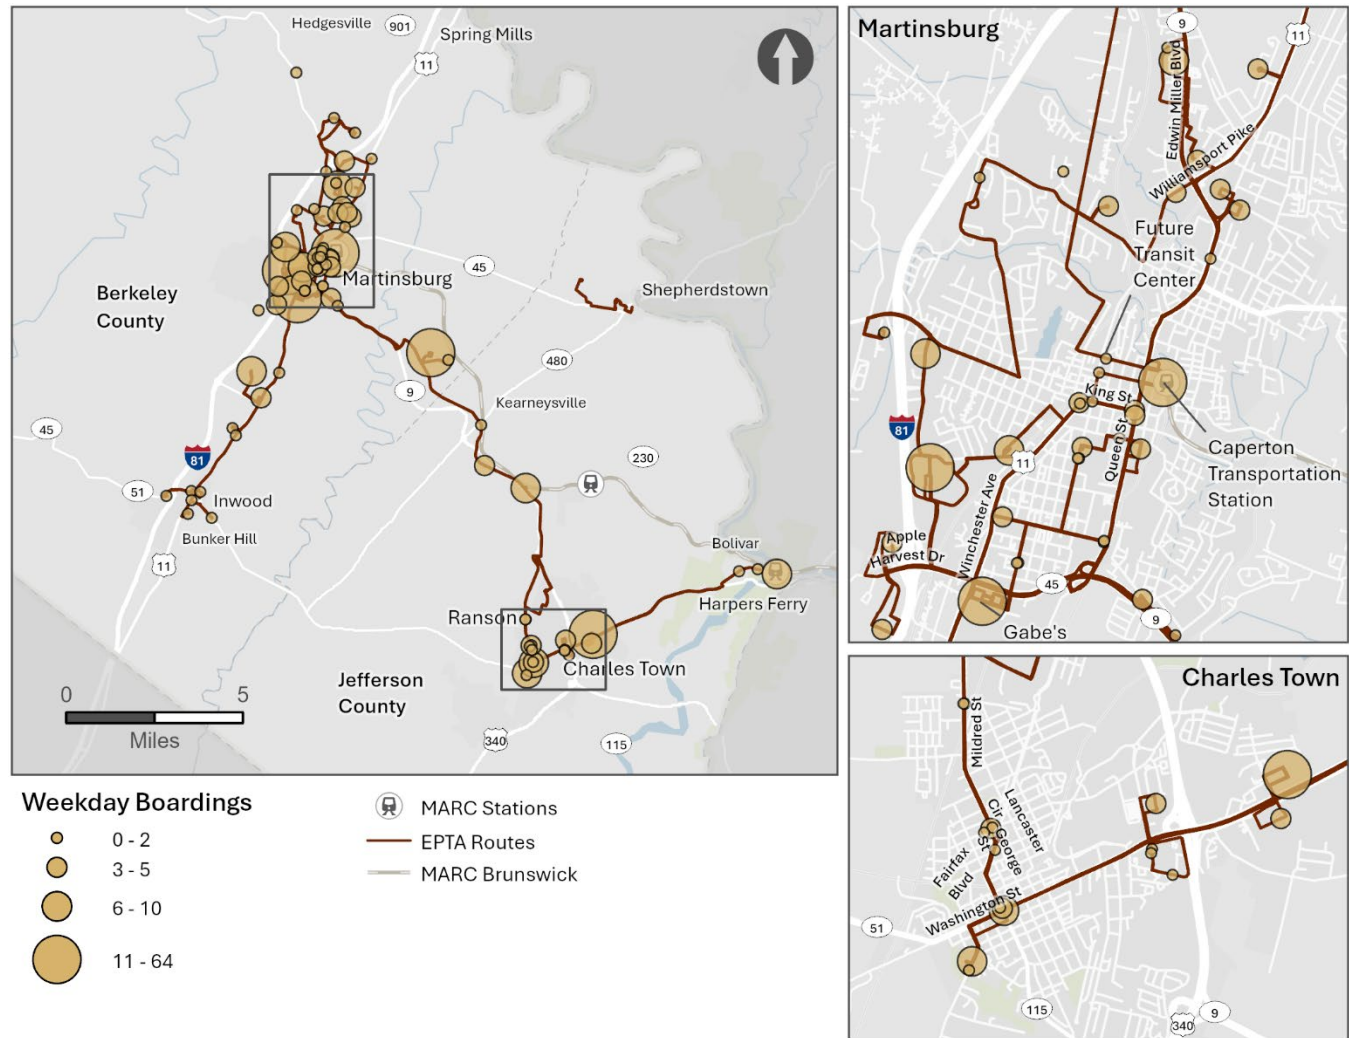 Hedgesville
901
Spring Mills
11
Berkeley
County
Martinsburg
45
Shepherdstown
480
9
Kearneysville
45
81
230
51
Inwood
Bunker Hill
11
Bolivar
Harpers Ferry
Ranson
Charles Town
Jefferson
County
0
5
Miles
340
115
Martinsburg
9
11
Edwin Miller Blvd
Williamsport Pike
Future
Transit
Center
King St
81
11
Queen St
Caperton
Transportation
Station
Winchester Ave
Apple
Harvest Dr
45
9
Gabe's
Charles Town
Mildred St
Lancaster
Cir
George
St
Fairfax
Blvd
Washington St
51
115
340
9
Weekday Boardings
0 - 2
3 - 5
6 - 10
11 - 64
MARC Stations
EPTA Routes
MARC Brunswick